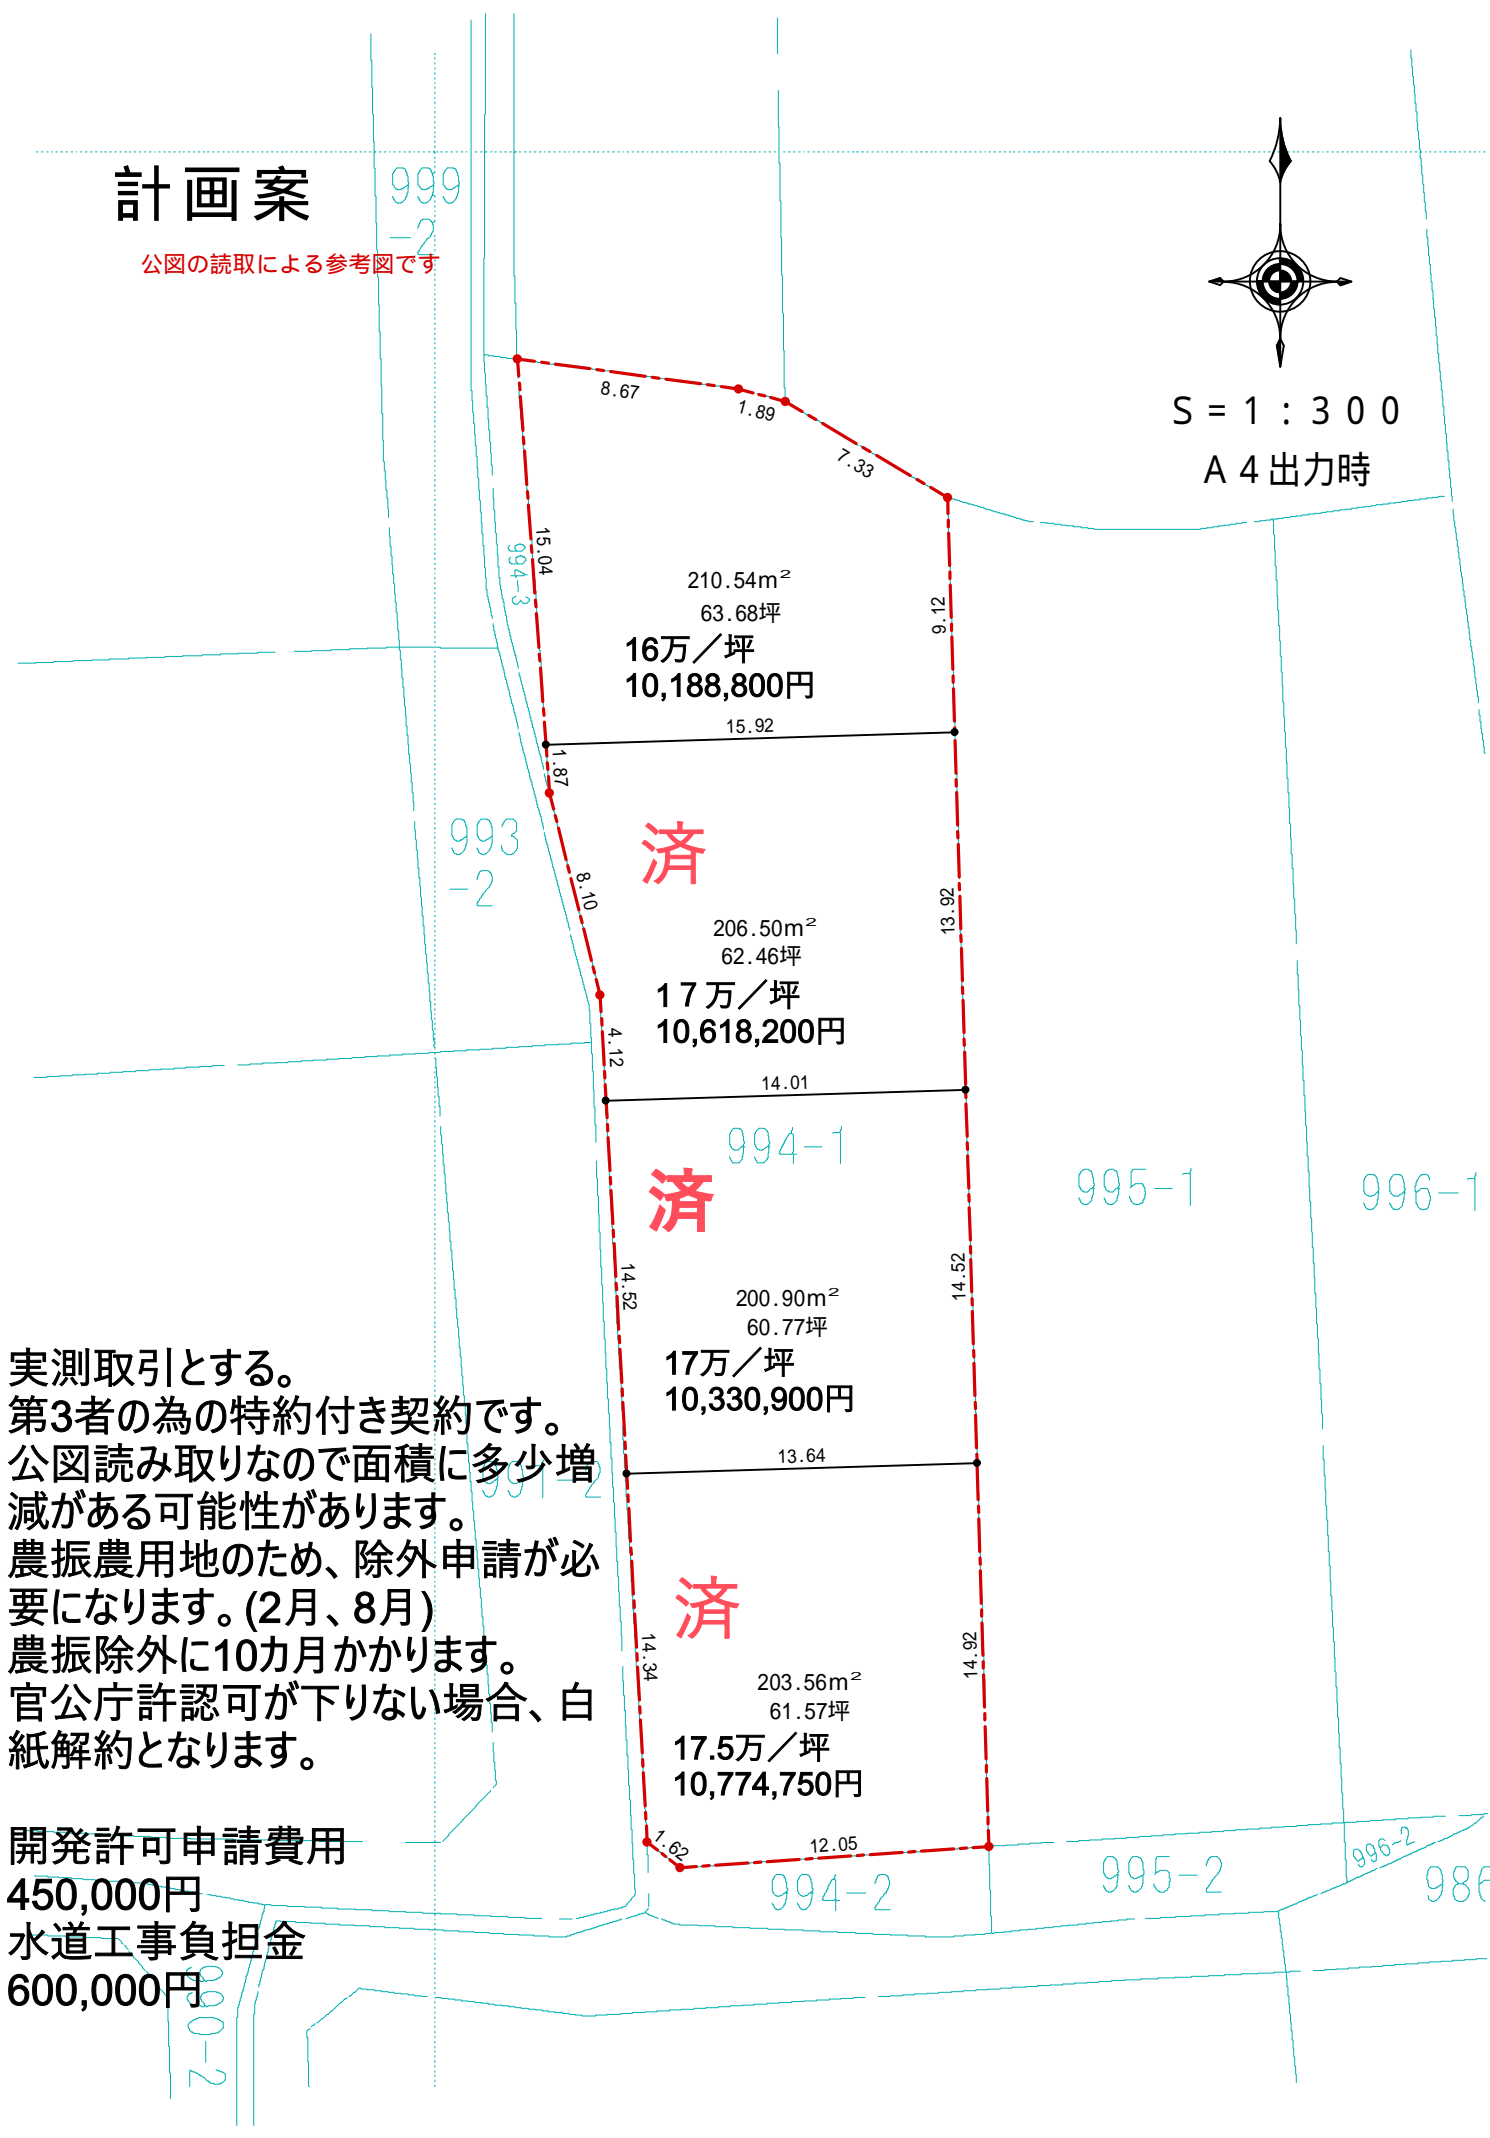 計画案
公図の読取による参考図です
999
-2
S=1:300
A4出力時
8.67
1.89
7.33
15.04
994-3
9.12
210.54m²
63.68坪
16万／坪
10,188,800円
15.92
1.87
993
-2
済
8.10
13.92
206.50m²
62.46坪
17万／坪
10,618,200円
4.12
14.01
994-1
995-1
996-1
済
14.52
14.52
200.90m²
60.77坪
17万／坪
10,330,900円
13.64
991-2
実測取引とする。
第3者の為の特約付き契約です。
公図読み取りなので面積に多少増
減がある可能性があります。
農振農用地のため、除外申請が必
要になります。(2月、8月)
農振除外に10カ月かかります。
官公庁許認可が下りない場合、白
紙解約となります。
済
14.34
14.92
203.56m²
61.57坪
17.5万／坪
10,774,750円
1.62
12.05
994-2
995-2
996-2
986
開発許可申請費用
450,000円
水道工事負担金
600,000円
990-2